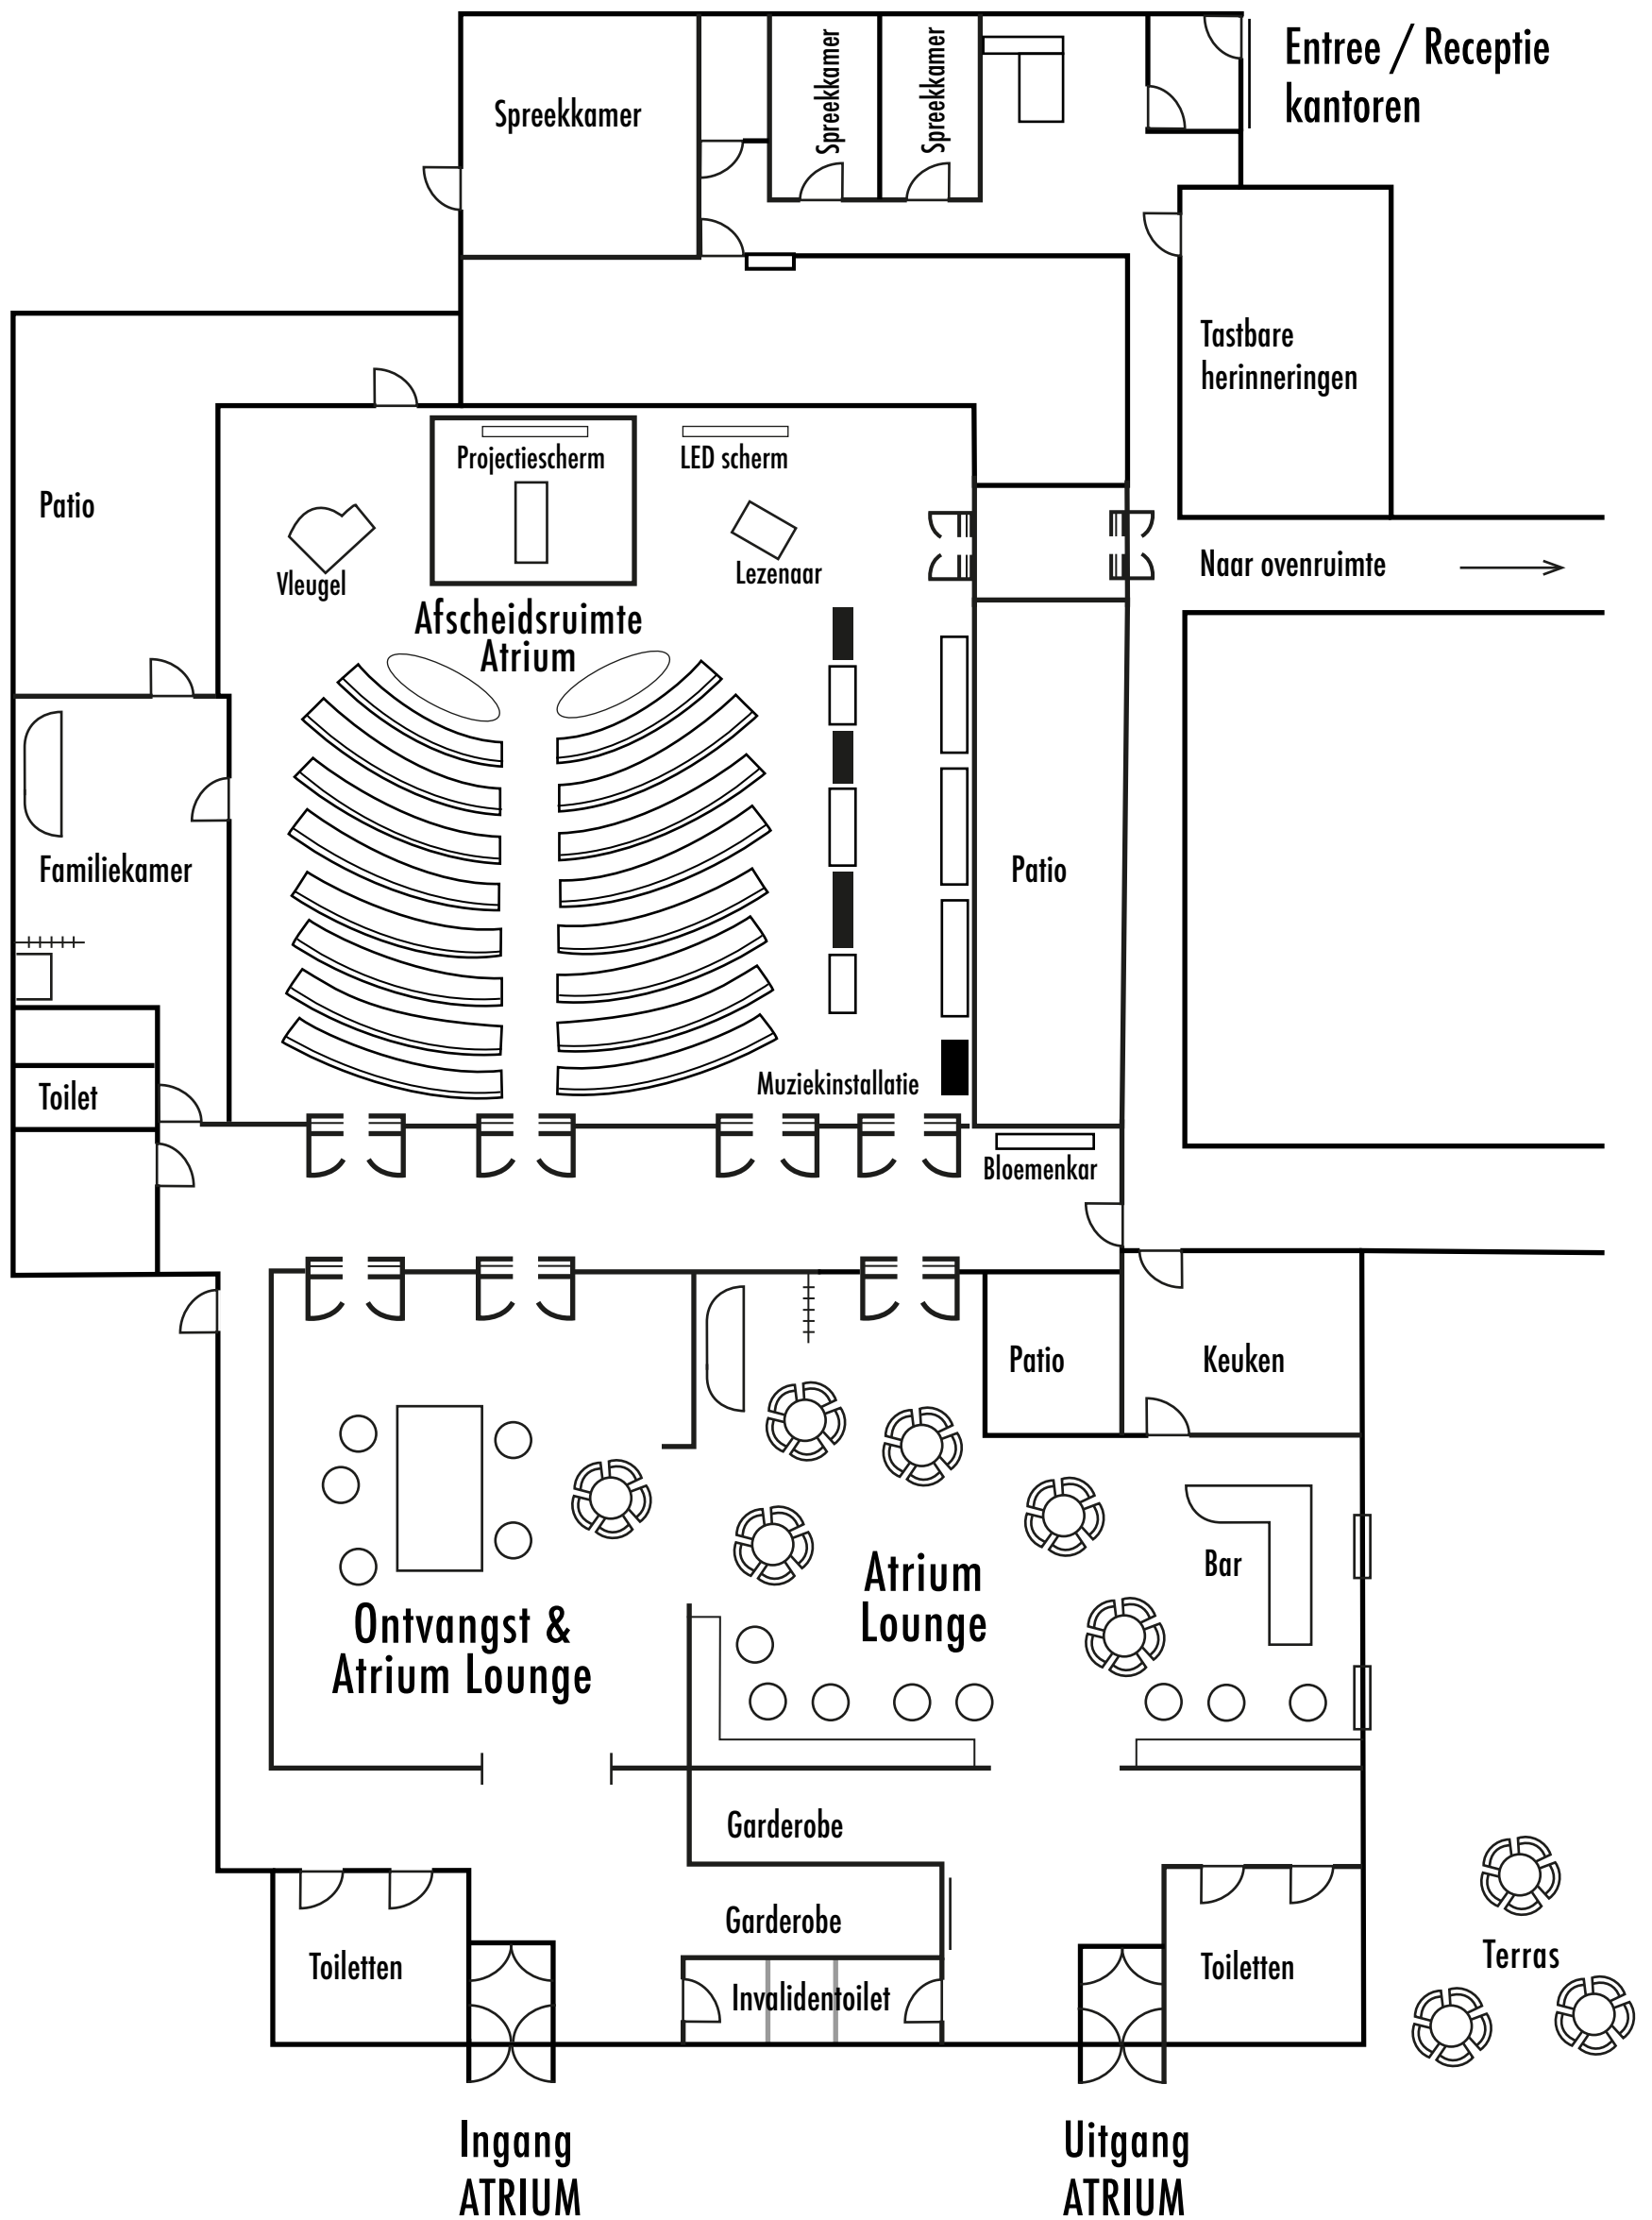 Entree / Receptie
kantoren
Spreekkamer
Spreekkamer
Spreekkamer
Tastbare
herinneringen
Patio
Projectiescherm
LED scherm
Vleugel
Lezenaar
Naar ovenruimte
Afscheidsruimte
Atrium
Familiekamer
Patio
Toilet
Muziekinstallatie
Bloemenkar
Patio
Keuken
Bar
Atrium
Lounge
Ontvangst &
Atrium Lounge
Garderobe
Garderobe
Toiletten
Invalidentoilet
Toiletten
Terras
Ingang
ATRIUM
Uitgang
ATRIUM